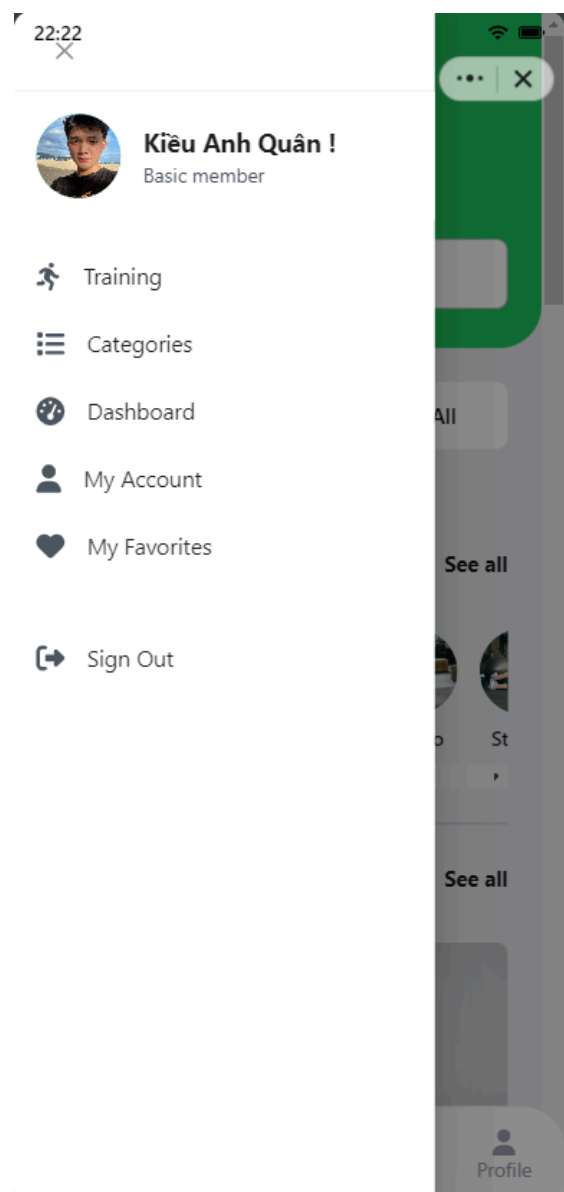 22:22
Kiều Anh Quân !
Basic member
Training
Categories
Dashboard
My Account
My Favorites
Sign Out
All
See all
o
St
See all
Profile